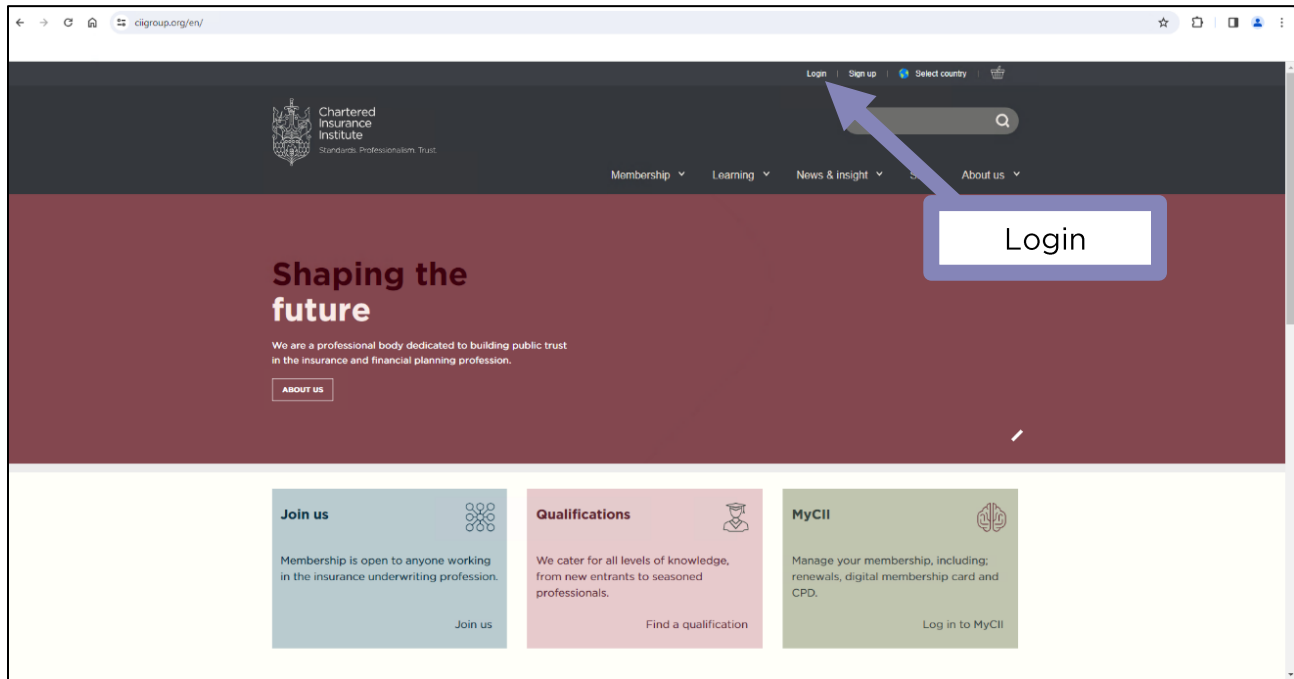 ciigroup.org/en/
Login
Sign up
Select country
Chartered
Insurance
Institute
Standards. Professionalism. Trust.
Membership
Learning
News & insight
About us
Login
Shaping the
future
We are a professional body dedicated to building public trust
in the insurance and financial planning profession.
ABOUT US
Join us
Membership is open to anyone working
in the insurance underwriting profession.
Join us
Qualifications
We cater for all levels of knowledge,
from new entrants to seasoned
professionals.
Find a qualification
MyCII
Manage your membership, including;
renewals, digital membership card and
CPD.
Log in to MyCII